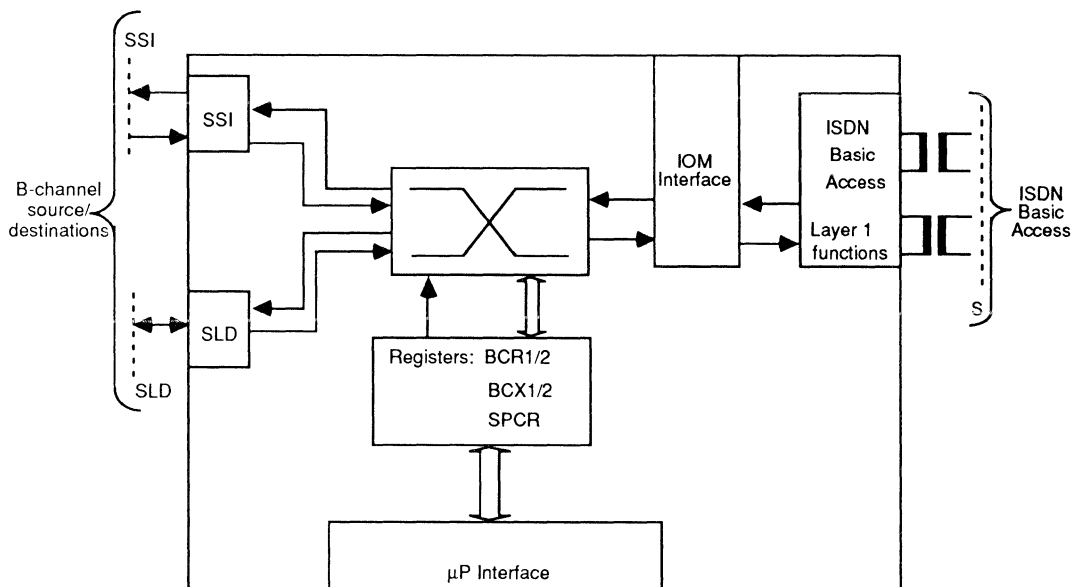 SSI
SSI
B-channel
source/
destinations
SLD
SLD
IOM
Interface
ISDN
Basic
Access
Layer 1
functions
S
ISDN
Basic
Access
Registers: BCR1/2
BCX1/2
SPCR
μP Interface